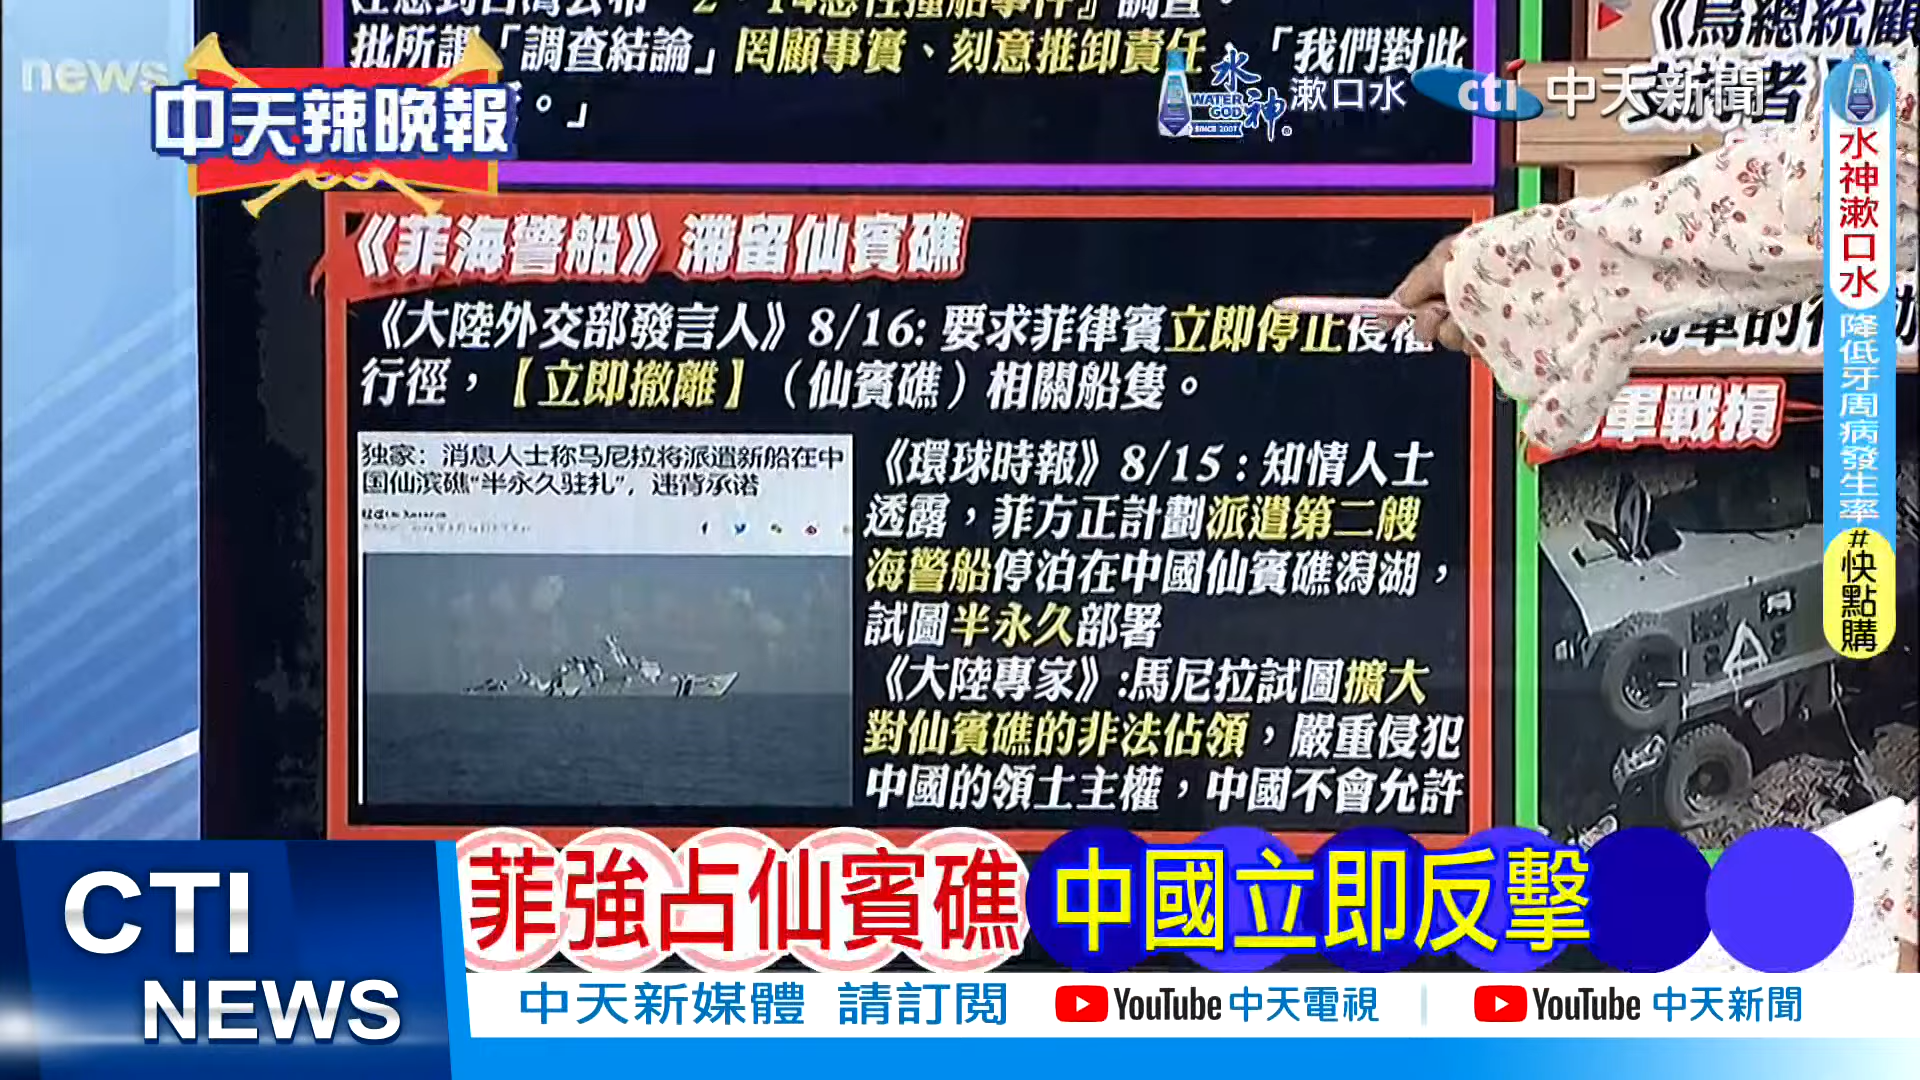 批所謂「調查結論」罔顧事實、刻意推卸責任 「我們對此
。」
news
中天辣晚報
水神
WATER GOD
SINCE 2007
漱口水
cti 中天新聞
《烏總統顧
《菲海警船》滯留仙賓礁
《大陸外交部發言人》8/16: 要求菲律賓立即停止侵權
行徑，【立即撤離】（仙賓礁）相關船隻。
独家：消息人士称马尼拉将派遣新船在中
国仙滨礁“半永久驻扎”，违背承诺
《環球時報》8/15：知情人士
透露，菲方正計劃派遣第二艘
海警船停泊在中國仙賓礁潟湖，
試圖半永久部署
《大陸專家》:馬尼拉試圖擴大
對仙賓礁的非法佔領，嚴重侵犯
中國的領土主權，中國不會允許
軍戰損
水神漱口水
降低牙周病發生率
#快點購
菲強占仙賓礁 中國立即反擊
CTI
NEWS
中天新媒體 請訂閱 YouTube 中天電視 | YouTube 中天新聞